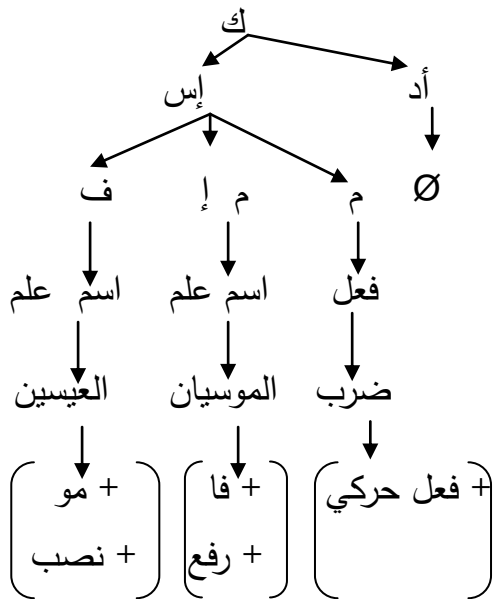 ك
أد إس
Ø م م إ ف
فعل اسم علم اسم علم
ضرب الموسيان العيسين
+ فعل حركي + فا + مو
+ رفع + نصب